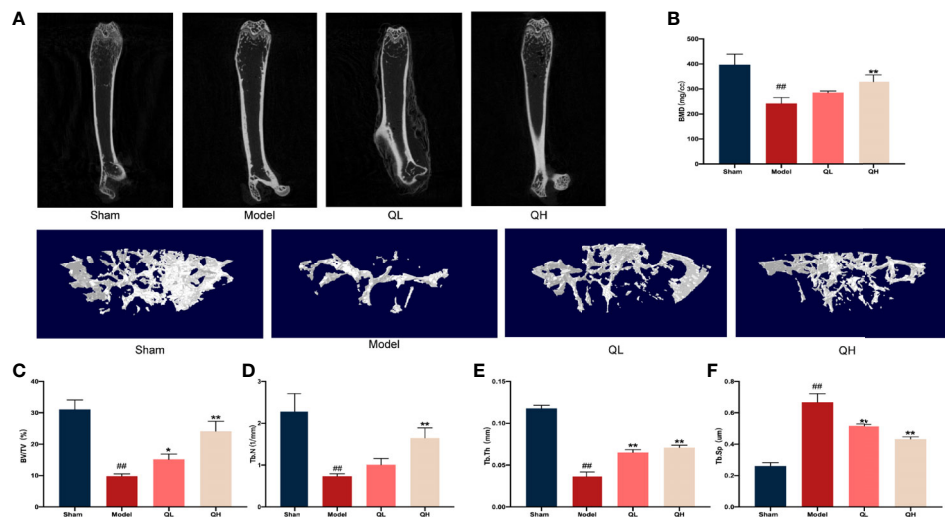 A
Sham
Model
QL
QH
Sham
Model
QL
QH
B
BMD (mg/cc)
500
400
300
200
100
0
##
**
Sham
Model
QL
QH
C
BV/TV (%)
40
30
20
10
0
##
*
**
Sham
Model
QL
QH
D
Tb.N (1/mm)
3
2
1
0
##
**
Sham
Model
QL
QH
E
Tb.Th (mm)
0.15
0.10
0.05
0.00
##
**
**
Sham
Nodel
QL
QH
F
Tb.Sp (um)
0.8
0.6
0.4
0.2
0.0
##
**
**
Sham
Model
QL
QH